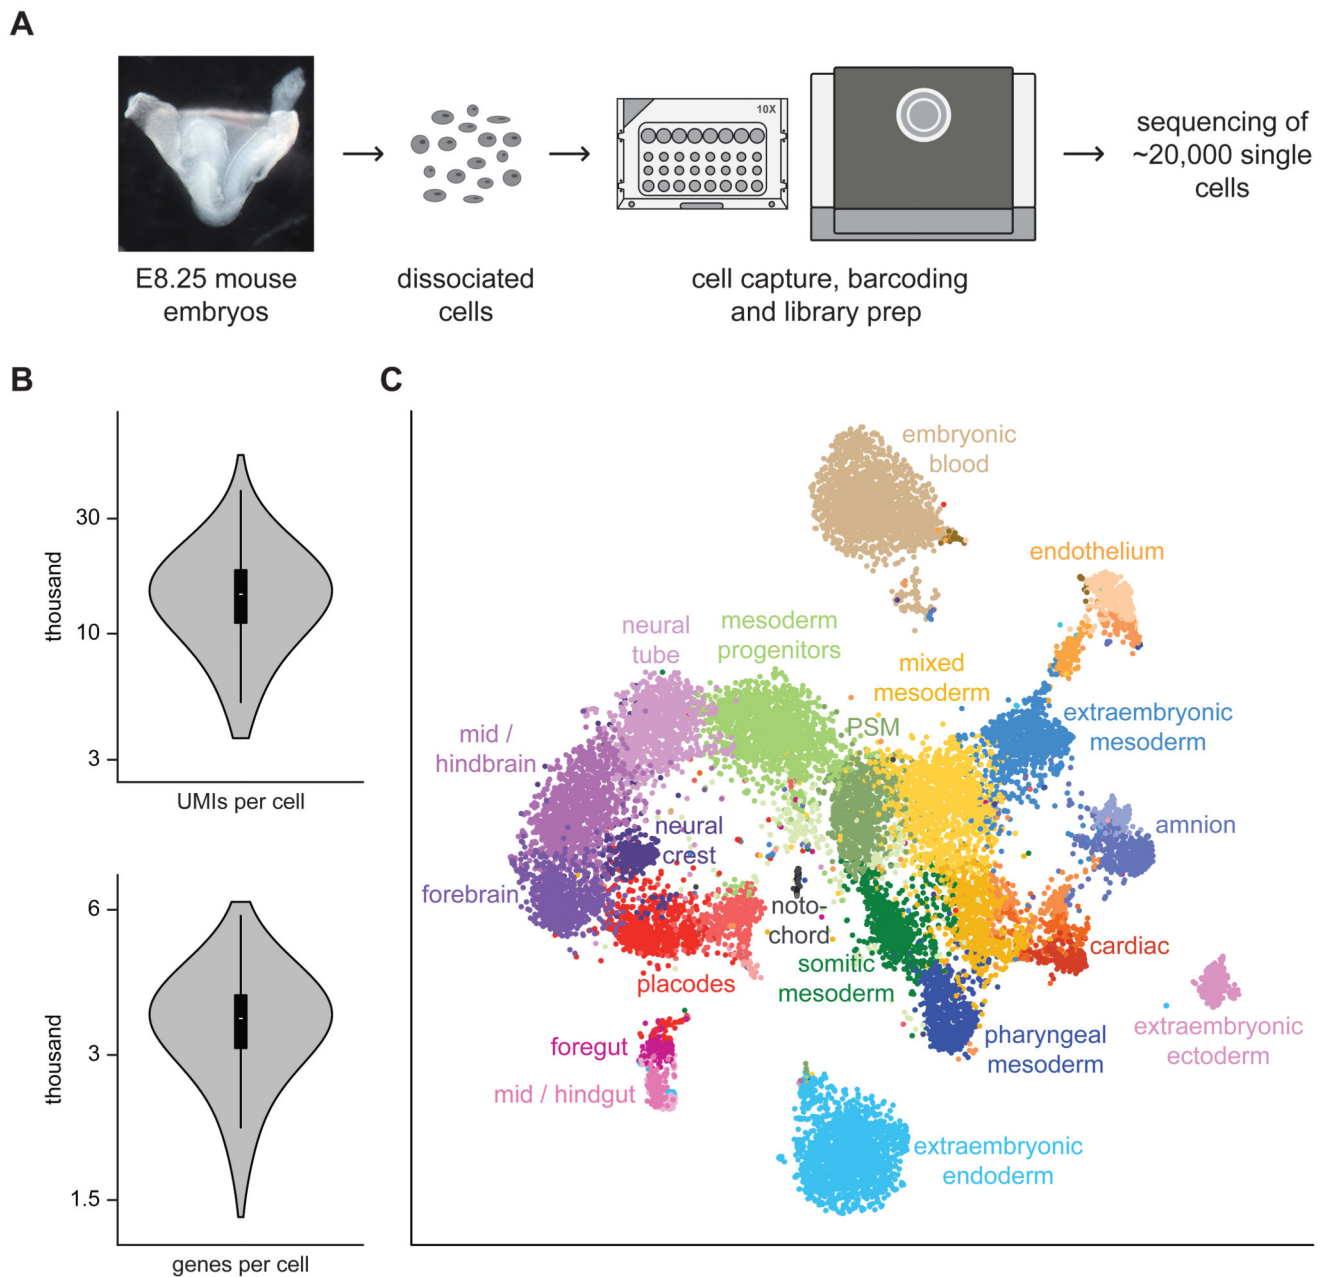 A
10X
sequencing of
~20,000 single
cells
E8.25 mouse
embryos
dissociated
cells
cell capture, barcoding
and library prep
B
thousand
30
10
3
UMIs per cell
thousand
6
3
1.5
genes per cell
C
embryonic
blood
endothelium
neural
tube
mesoderm
progenitors
mixed
mesoderm
PSM
extraembryonic
mesoderm
mid /
hindbrain
neural
crest
amnion
forebrain
noto-
chord
cardiac
somitic
mesoderm
placodes
extraembryonic
ectoderm
foregut
pharyngeal
mesoderm
mid / hindgut
extraembryonic
endoderm